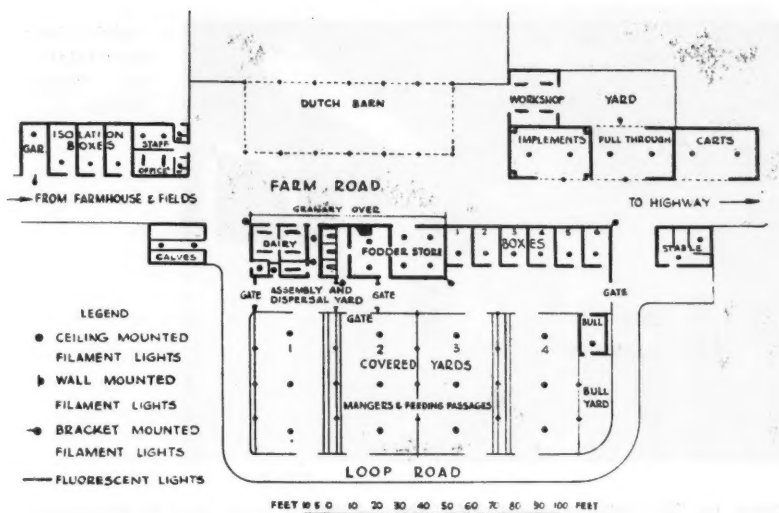 DUTCH BARN
WORKSHOP
YARD
GAR.
ISOLATION
BOXES
STAFF
OFFICE
IMPLEMENTS
PULL THROUGH
CARTS
FARM ROAD
FROM FARMHOUSE & FIELDS
TO HIGHWAY
GRANARY OVER
CALVES
DAIRY
FODDER STORE
1 2 3 4 5 6
BOXES
STABLE
ASSEMBLY AND
DISPERSAL YARD
GATE
GATE
GATE
GATE
LEGEND
CEILING MOUNTED
FILAMENT LIGHTS
WALL MOUNTED
FILAMENT LIGHTS
BRACKET MOUNTED
FILAMENT LIGHTS
FLUORESCENT LIGHTS
1 2 3 4
COVERED YARDS
MANGERS & FEEDING PASSAGES
BULL
BULL
YARD
LOOP ROAD
FEET 10 5 0 10 20 30 40 50 60 70 80 90 100 FEET